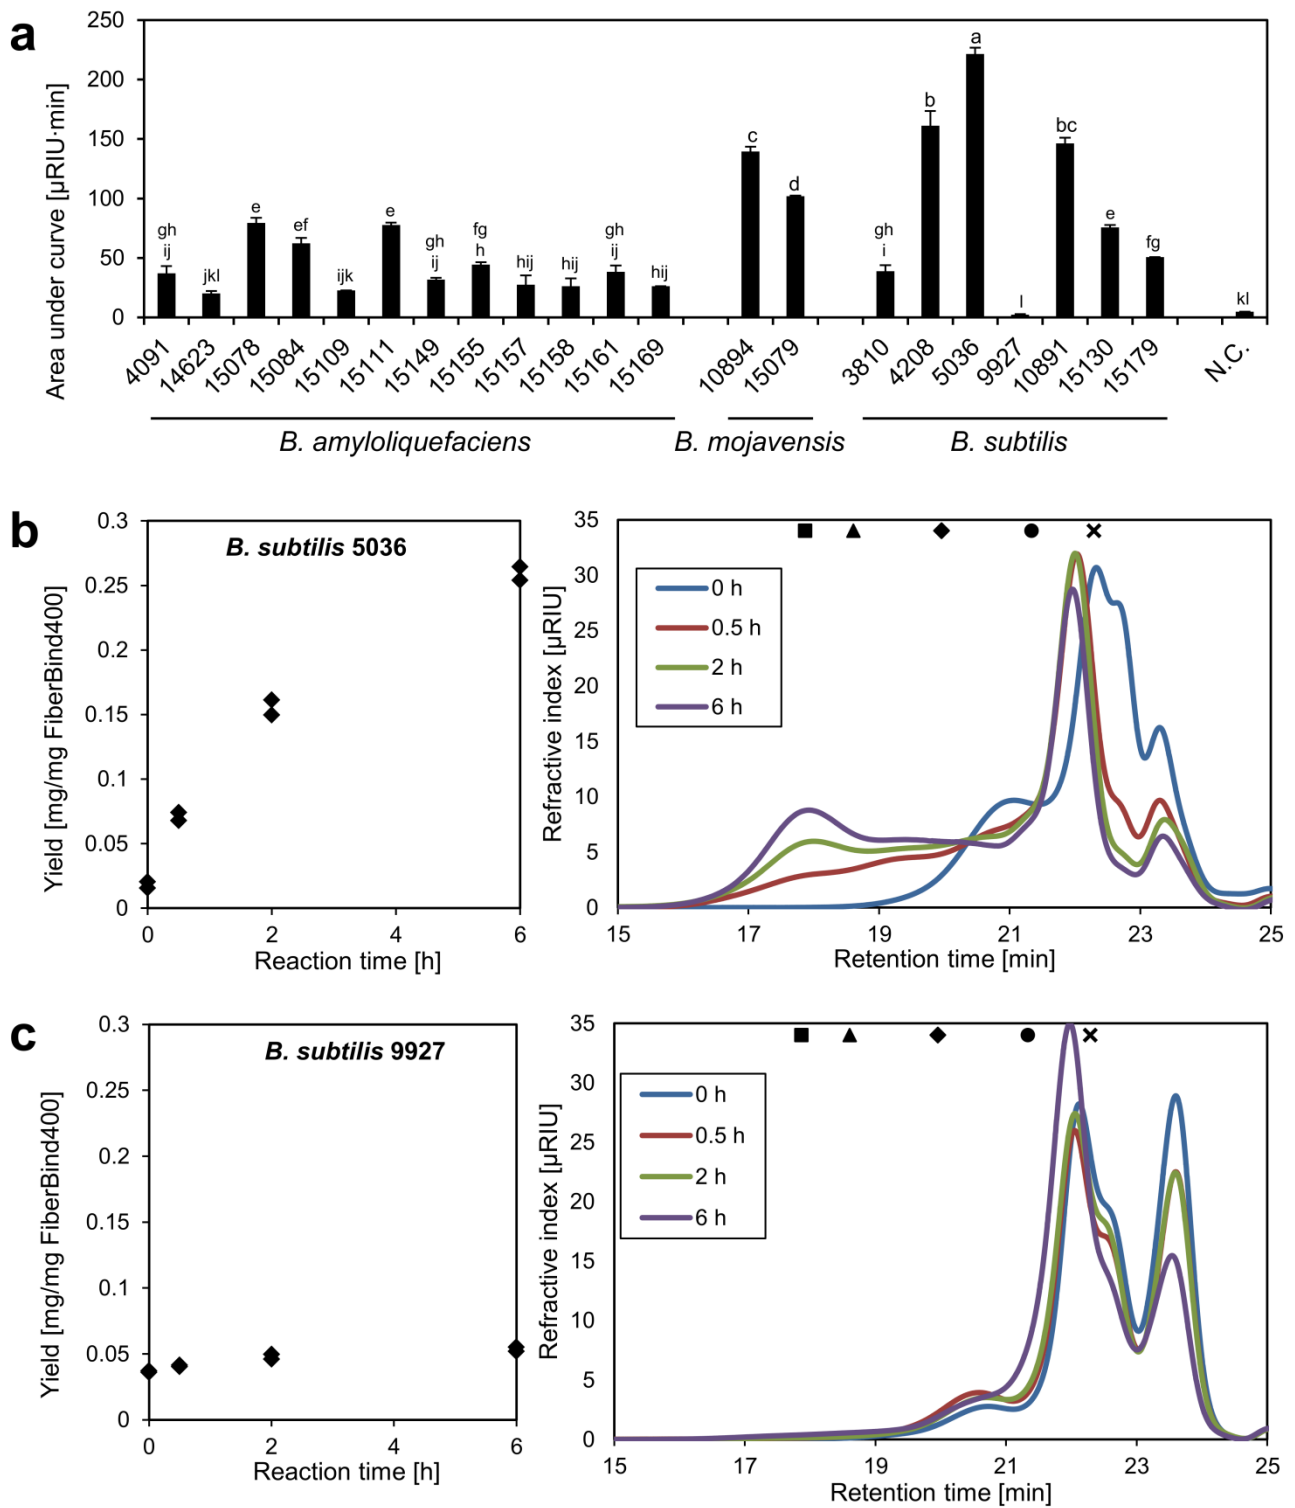 a
Area under curve [µRIU·min]
250
200
150
100
50
0
gh
ij
jkl
e
ef
ijk
e
gh
ij
fg
h
hij
hij
gh
ij
hij
c
d
gh
i
b
a
l
bc
e
fg
kl
4091
14623
15078
15084
15109
15111
15149
15155
15157
15158
15161
15169
10894
15079
3810
4208
5036
9927
10891
15130
15179
N.C.
B. amyloliquefaciens
B. mojavensis
B. subtilis
b
Yield [mg/mg FiberBind400]
0.3
0.25
0.2
0.15
0.1
0.05
0
B. subtilis 5036
0 2 4 6
Reaction time [h]
Refractive index [µRIU]
35
30
25
20
15
10
5
0
0 h
0.5 h
2 h
6 h
15 17 19 21 23 25
Retention time [min]
c
Yield [mg/mg FiberBind400]
0.3
0.25
0.2
0.15
0.1
0.05
0
B. subtilis 9927
0 2 4 6
Reaction time [h]
Refractive index [µRIU]
35
30
25
20
15
10
5
0
0 h
0.5 h
2 h
6 h
15 17 19 21 23 25
Retention time [min]